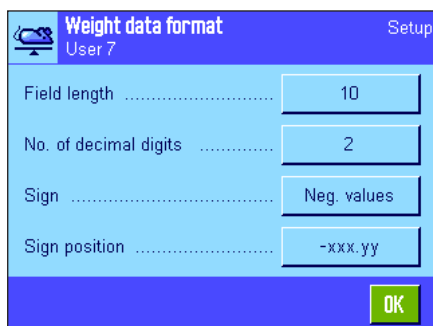 Weight data format Setup
User 7
Field length ............................ 10
No. of decimal digits .............. 2
Sign ...................................... Neg. values
Sign position .......................... -xxx.yy
OK